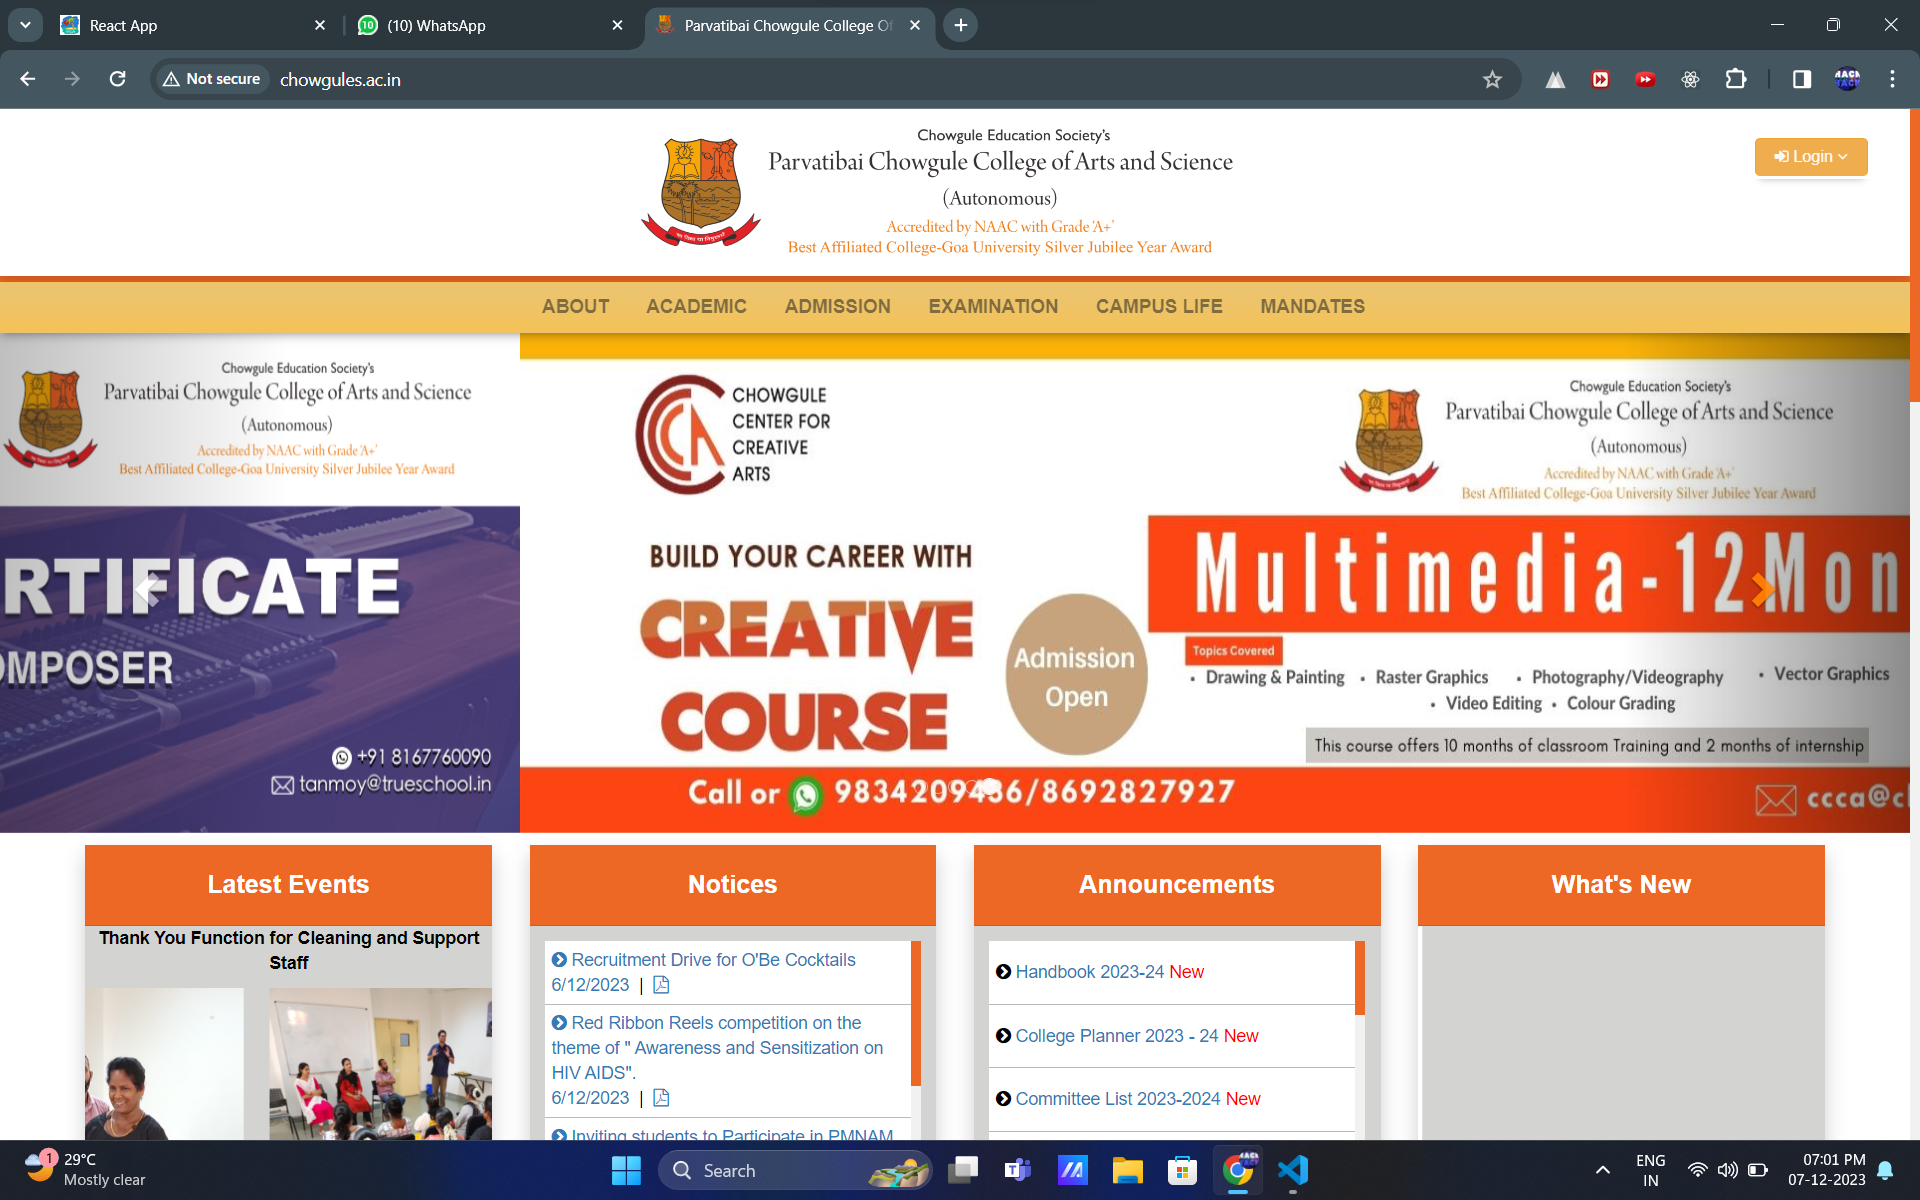 React App
(10) WhatsApp
Parvatibai Chowgule College Of
Not secure
chowgules.ac.in
Chowgule Education Society's
Parvatibai Chowgule College of Arts and Science
(Autonomous)
Accredited by NAAC with Grade 'A+'
Best Affiliated College-Goa University Silver Jubilee Year Award
Login
ABOUT
ACADEMIC
ADMISSION
EXAMINATION
CAMPUS LIFE
MANDATES
Chowgule Education Society's
Parvatibai Chowgule College of Arts and Science
(Autonomous)
Accredited by NAAC with Grade 'A+'
Best Affiliated College-Goa University Silver Jubilee Year Award
RTIFICATE
OMPOSER
+91 8167760090
tanmoy@trueschool.in
CHOWGULE
CENTER FOR
CREATIVE
ARTS
BUILD YOUR CAREER WITH
CREATIVE
COURSE
Admission
Open
Chowgule Education Society's
Parvatibai Chowgule College of Arts and Science
(Autonomous)
Accredited by NAAC with Grade 'A+'
Best Affiliated College-Goa University Silver Jubilee Year Award
Multimedia-12Mon
Topics Covered
• Drawing & Painting • Raster Graphics • Photography/Videography • Vector Graphics
• Video Editing • Colour Grading
This course offers 10 months of classroom Training and 2 months of internship
Call or 9834209436/8692827927
ccca@cl
Latest Events
Thank You Function for Cleaning and Support
Staff
Notices
Recruitment Drive for O'Be Cocktails
6/12/2023 |
Red Ribbon Reels competition on the
theme of " Awareness and Sensitization on
HIV AIDS".
6/12/2023 |
Inviting students to Participate in PMNAM
Announcements
Handbook 2023-24 New
College Planner 2023 - 24 New
Committee List 2023-2024 New
What's New
1
29°C
Mostly clear
Search
ENG
IN
07:01 PM
07-12-2023